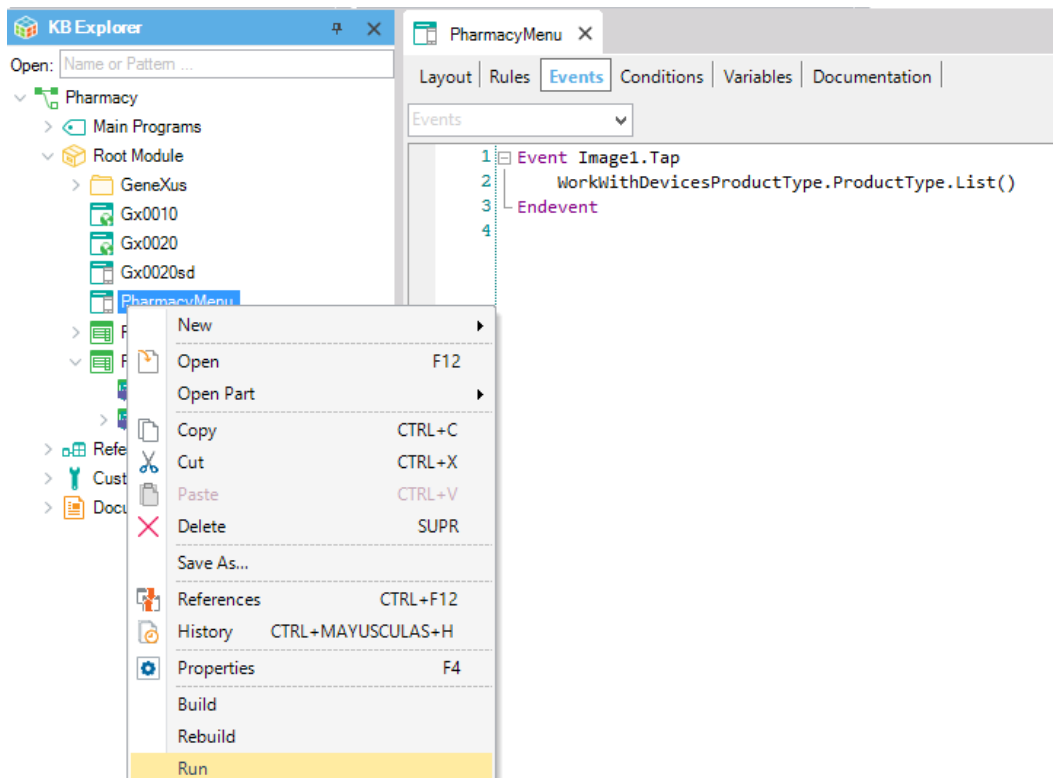 KB Explorer
Open: Name or Pattern ...
Pharmacy
Main Programs
Root Module
GeneXus
Gx0010
Gx0020
Gx0020sd
PharmacyMenu
Refe
Cust
Docu
New
Open F12
Open Part
Copy CTRL+C
Cut CTRL+X
Paste CTRL+V
Delete SUPR
Save As...
References CTRL+F12
History CTRL+MAYUSCULAS+H
Properties F4
Build
Rebuild
Run
PharmacyMenu
Layout Rules Events Conditions Variables Documentation
Events
1 Event Image1.Tap
2 WorkWithDevicesProductType.ProductType.List()
3 Endevent
4